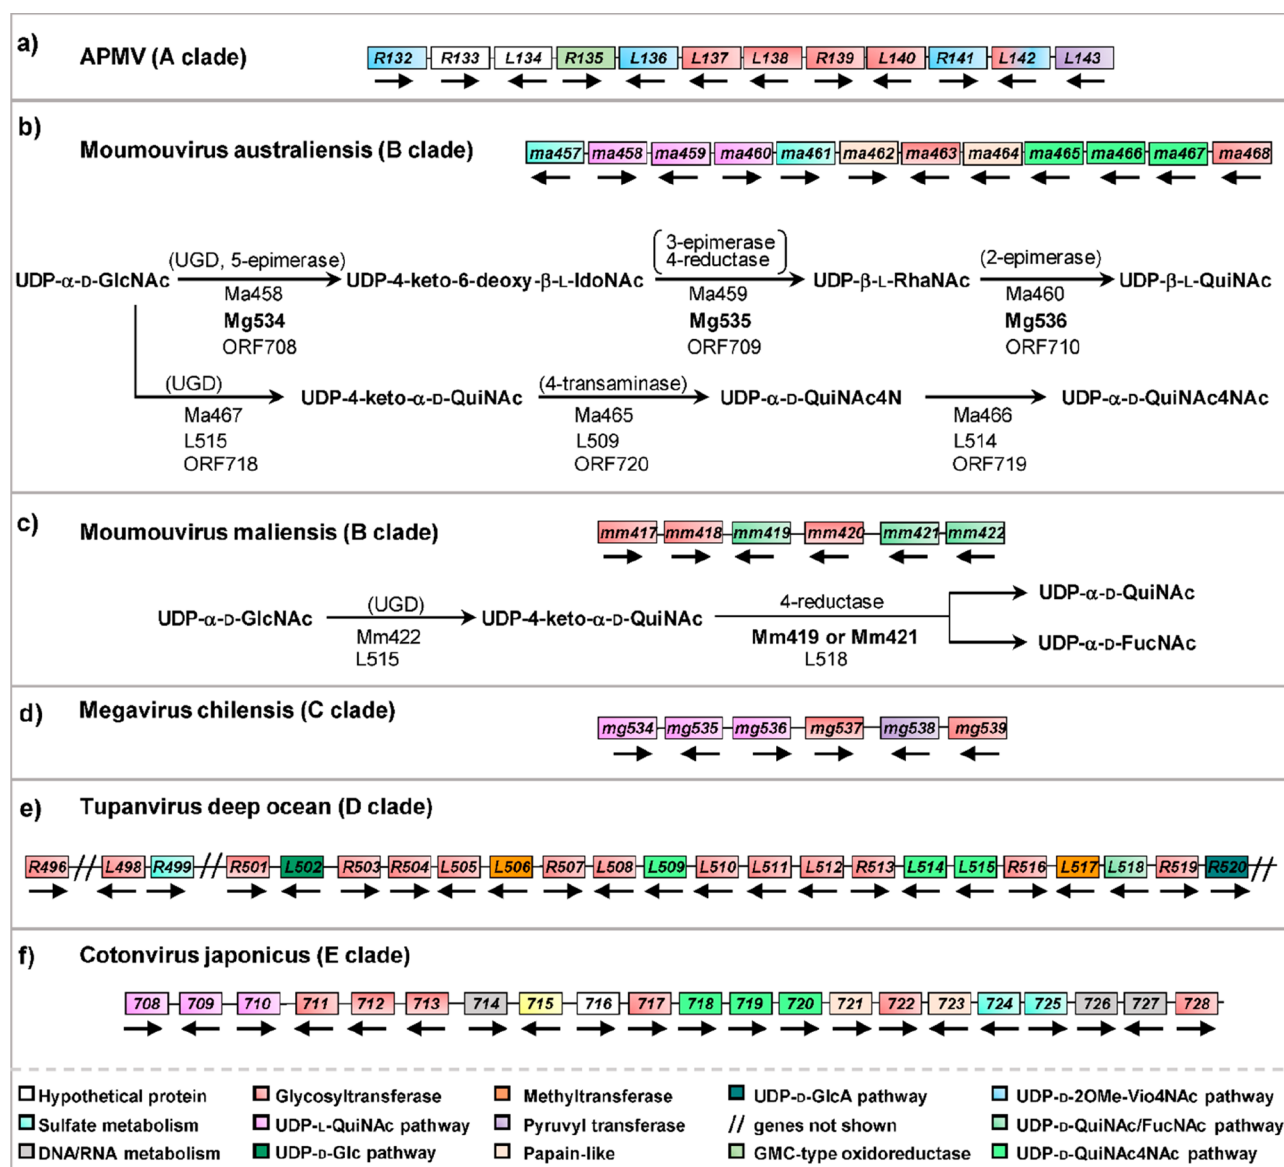 a) APMV (A clade)
R132 R133 L134 R135 L136 L137 L138 R139 L140 R141 L142 L143
b) Moumouvirus australiensis (B clade)
ma457 ma458 ma459 ma460 ma461 ma462 ma463 ma464 ma465 ma466 ma467 ma468
(UGD, 5-epimerase) 3-epimerase (2-epimerase)
4-reductase
UDP-α-D-GlcNAc UDP-4-keto-6-deoxy-β-L-IdoNAc UDP-β-L-RhaNAc UDP-β-L-QuiNAc
Ma458 Ma459 Ma460
Mg534 Mg535 Mg536
ORF708 ORF709 ORF710
(UGD) (4-transaminase)
UDP-4-keto-α-D-QuiNAc UDP-α-D-QuiNAc4N UDP-α-D-QuiNAc4NAc
Ma467 Ma465 Ma466
L515 L509 L514
ORF718 ORF720 ORF719
c) Moumouvirus maliensis (B clade)
mm417 mm418 mm419 mm420 mm421 mm422
UDP-α-D-QuiNAc
(UGD) 4-reductase
UDP-α-D-GlcNAc UDP-4-keto-α-D-QuiNAc
Mm422 Mm419 or Mm421 UDP-α-D-FucNAc
L515 L518
d) Megavirus chilensis (C clade)
mg534 mg535 mg536 mg537 mg538 mg539
e) Tupanvirus deep ocean (D clade)
R496 // L498 R499 // R501 L502 R503 R504 L505 L506 R507 L508 L509 L510 L511 L512 R513 L514 L515 R516 L517 L518 R519 R520 //
f) Cotonvirus japonicus (E clade)
708 709 710 711 712 713 714 715 716 717 718 719 720 721 722 723 724 725 726 727 728
Hypothetical protein Glycosyltransferase Methyltransferase UDP-D-GlcA pathway UDP-D-2OMe-Vio4NAc pathway
Sulfate metabolism UDP-L-QuiNAc pathway Pyruvyl transferase // genes not shown UDP-D-QuiNAc/FucNAc pathway
DNA/RNA metabolism UDP-D-Glc pathway Papain-like GMC-type oxidoreductase UDP-D-QuiNAc4NAc pathway